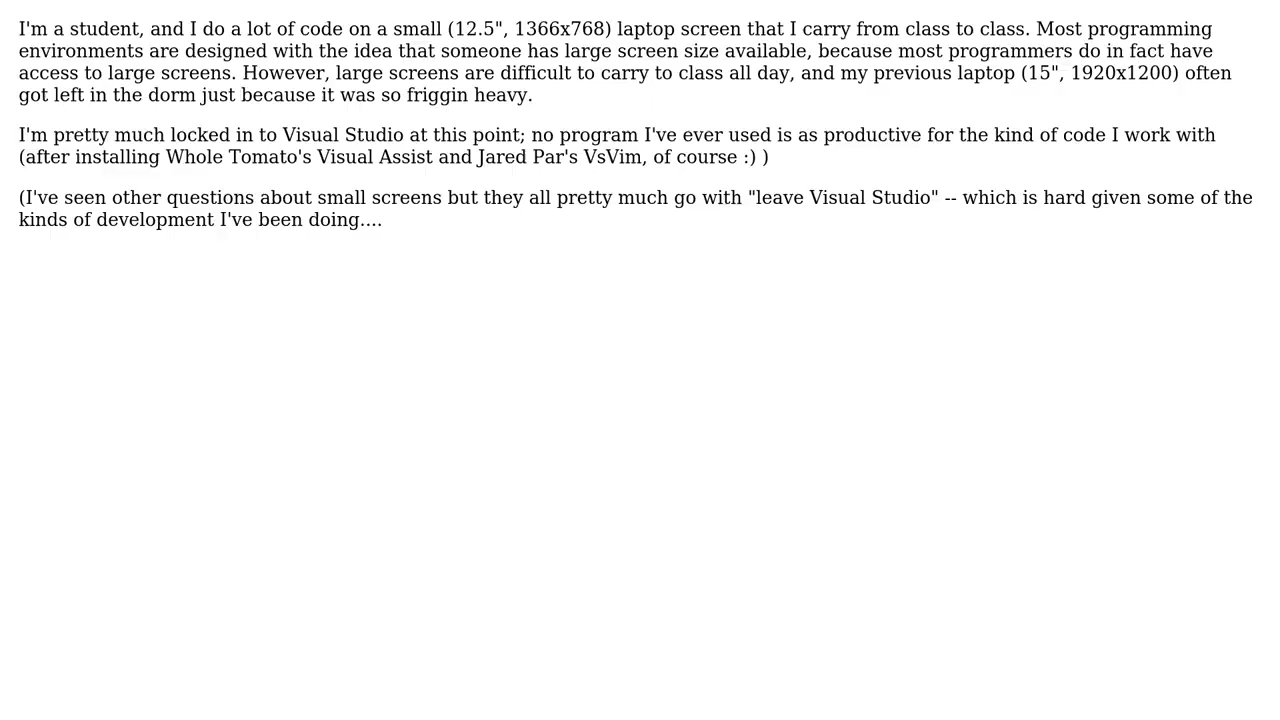 I'm a student, and I do a lot of code on a small (12.5", 1366x768) laptop screen that I carry from class to class. Most programming
environments are designed with the idea that someone has large screen size available, because most programmers do in fact have
access to large screens. However, large screens are difficult to carry to class all day, and my previous laptop (15", 1920x1200) often
got left in the dorm just because it was so friggin heavy.
I'm pretty much locked in to Visual Studio at this point; no program I've ever used is as productive for the kind of code I work with
(after installing Whole Tomato's Visual Assist and Jared Par's VsVim, of course :) )
(I've seen other questions about small screens but they all pretty much go with "leave Visual Studio" -- which is hard given some of the
kinds of development I've been doing....